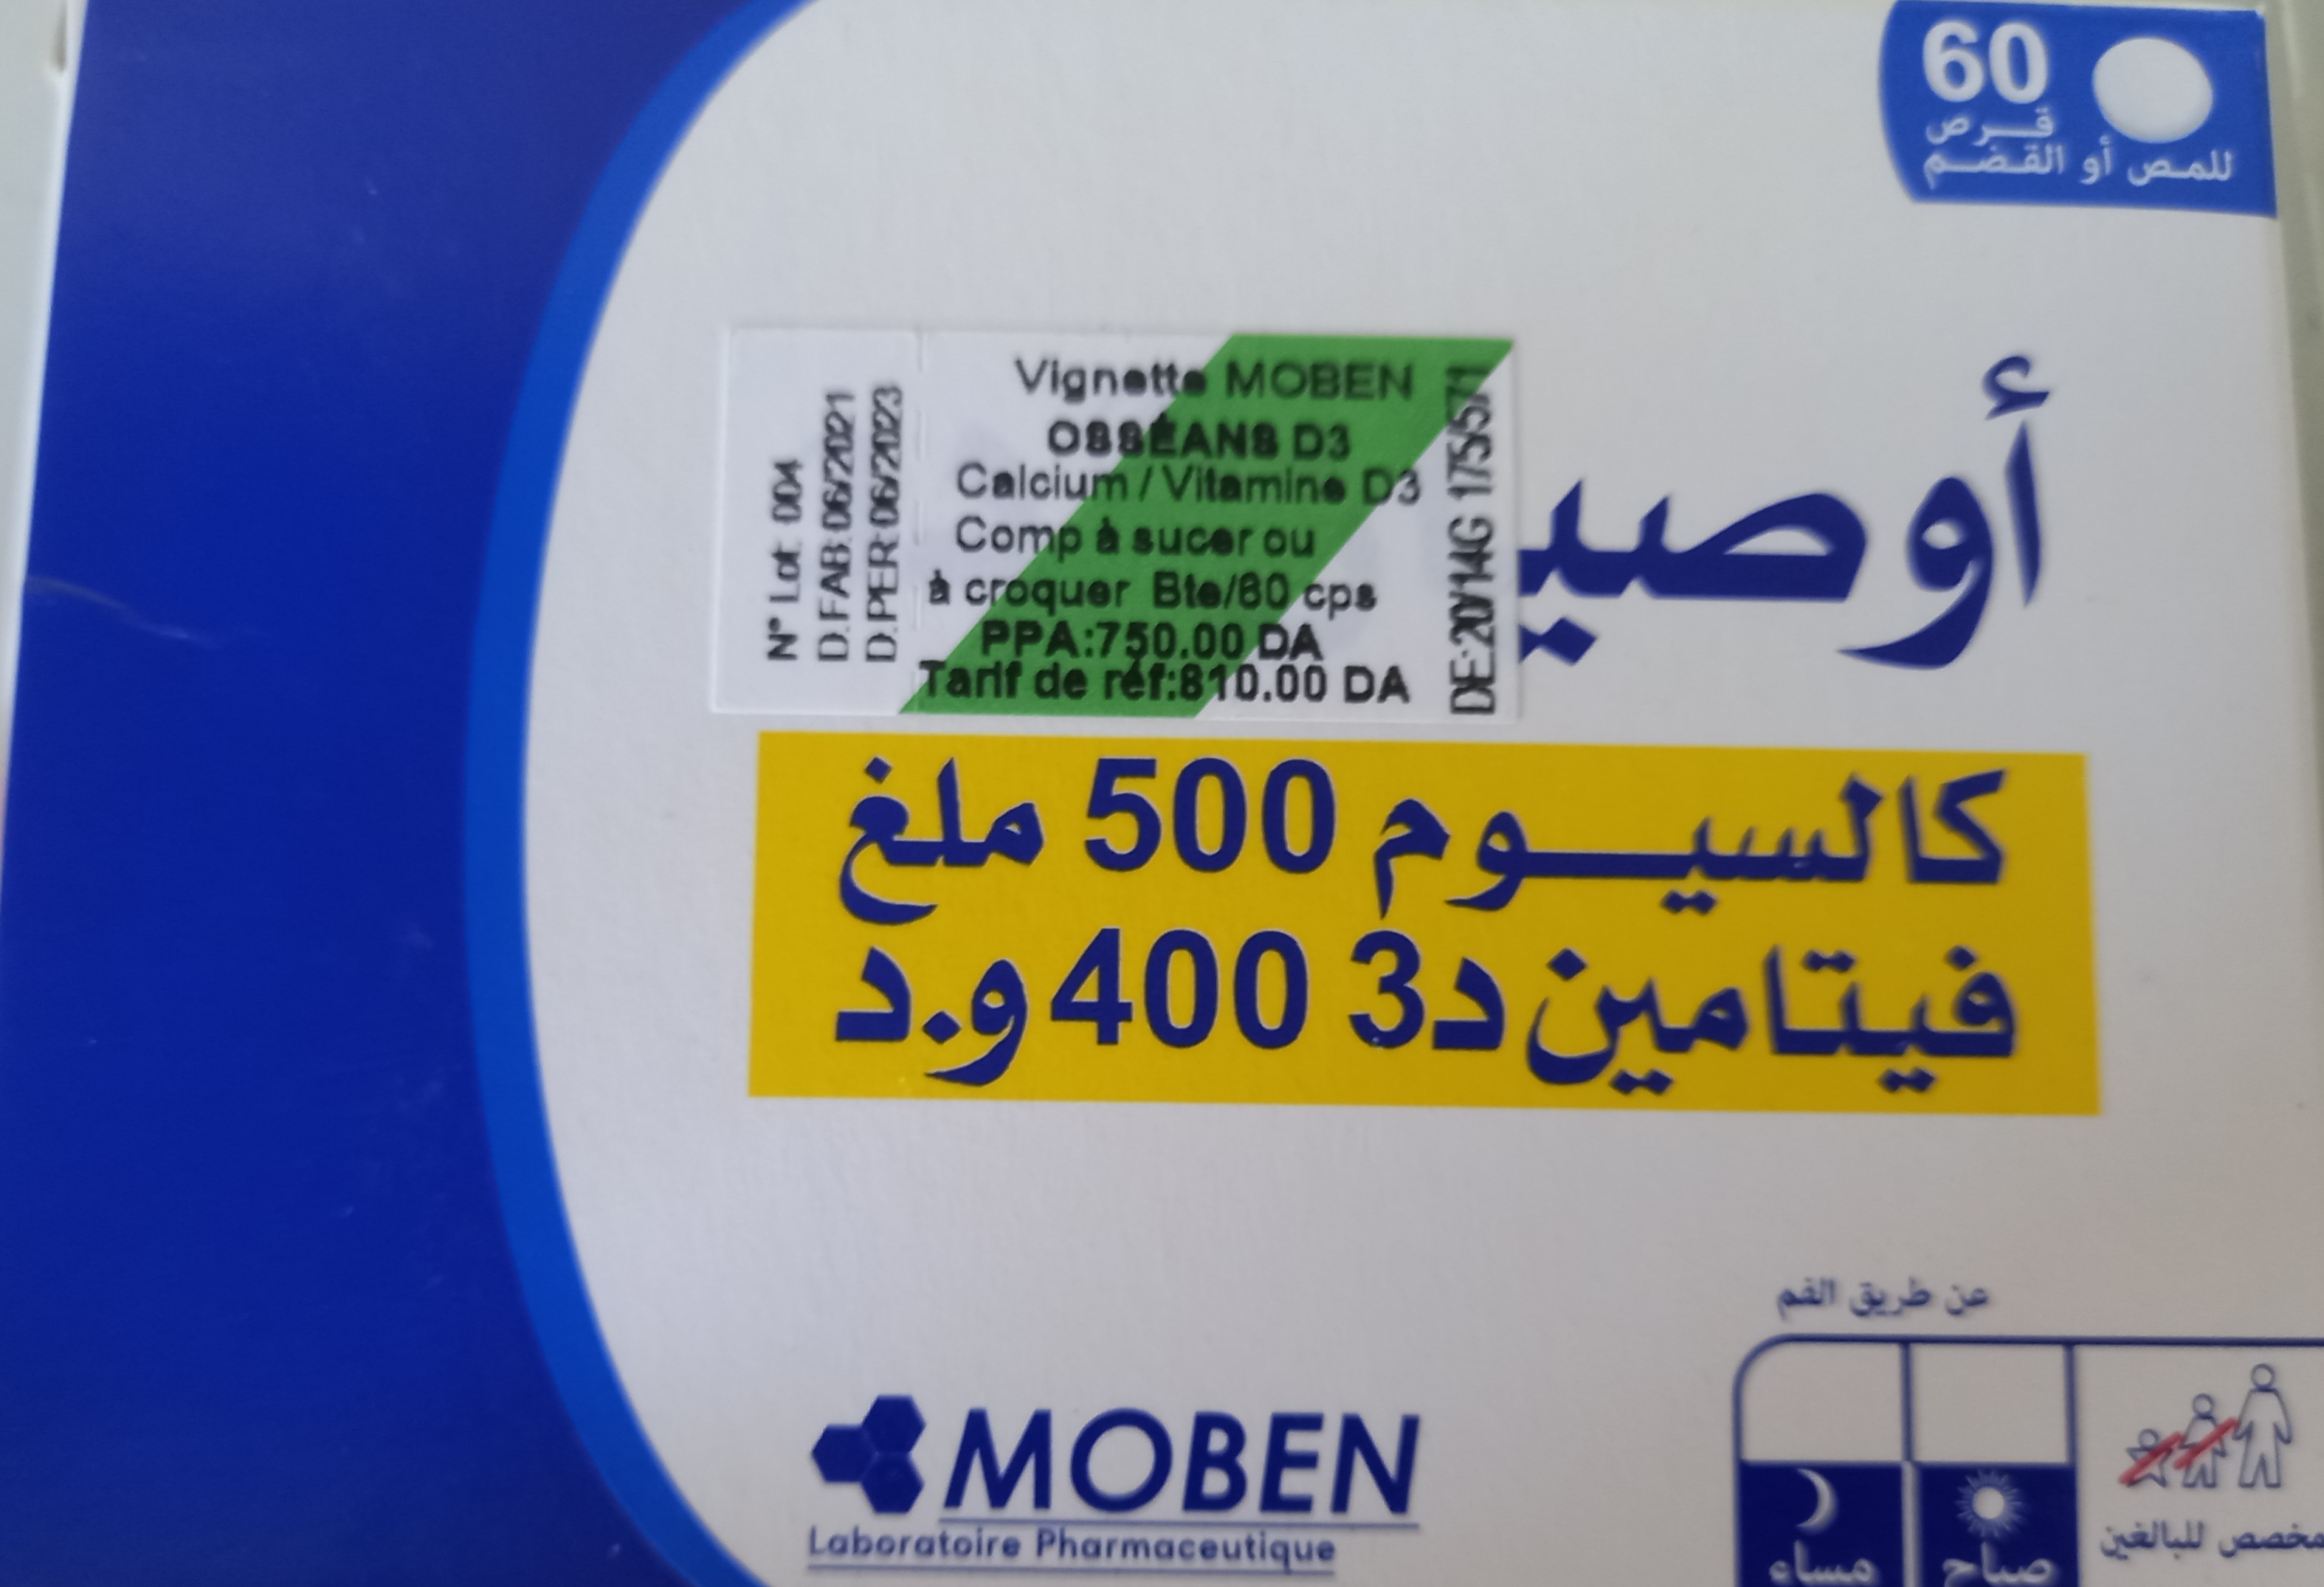 60
قرص
للمص أو القضم
Vignette MOBEN
OSSÉANS D3
Calcium / Vitamine D3
Comp à sucer ou
à croquer Bte/60 cps
PPA:750.00 DA
Tarif de réf:810.00 DA
N° Lot: 004
D.FAB:06/2021
D.PER:06/2023
DE:20/14G 175/571
أوصي
كالسيوم 500 ملغ
فيتامين د3 400 و.د
عن طريق الفم
مخصص للبالغين
صباح
مساء
MOBEN
Laboratoire Pharmaceutique